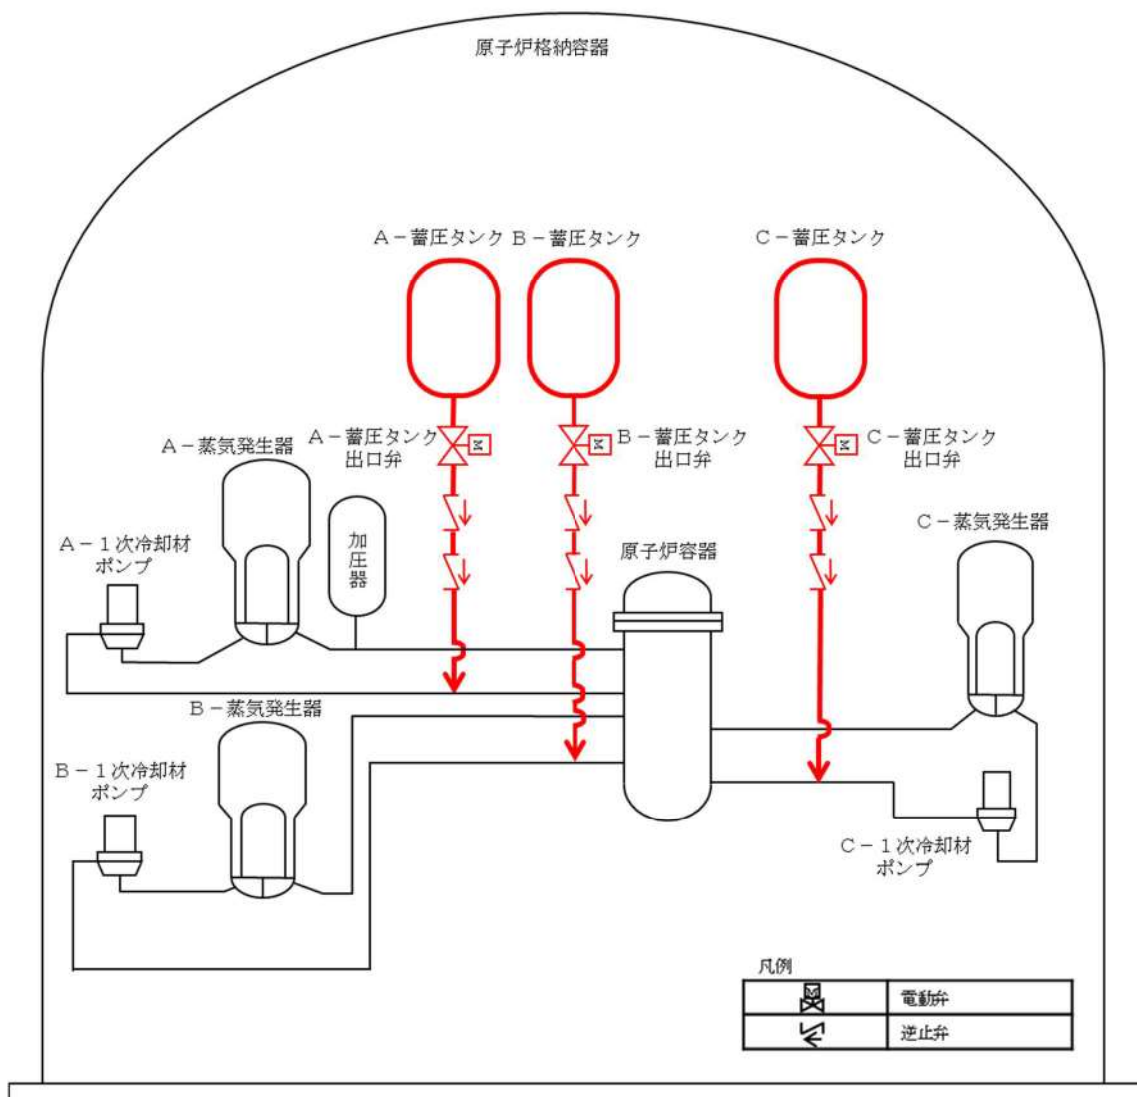 原子炉格納容器
A-蓄圧タンク
B-蓄圧タンク
C-蓄圧タンク
A-蒸気発生器
A-蓄圧タンク
出口弁
M
B-蓄圧タンク
出口弁
M
C-蓄圧タンク
出口弁
M
C-蒸気発生器
A-1次冷却材
ポンプ
加
圧
器
原子炉容器
B-蒸気発生器
B-1次冷却材
ポンプ
C-1次冷却材
ポンプ
凡例
M
電動弁
逆止弁